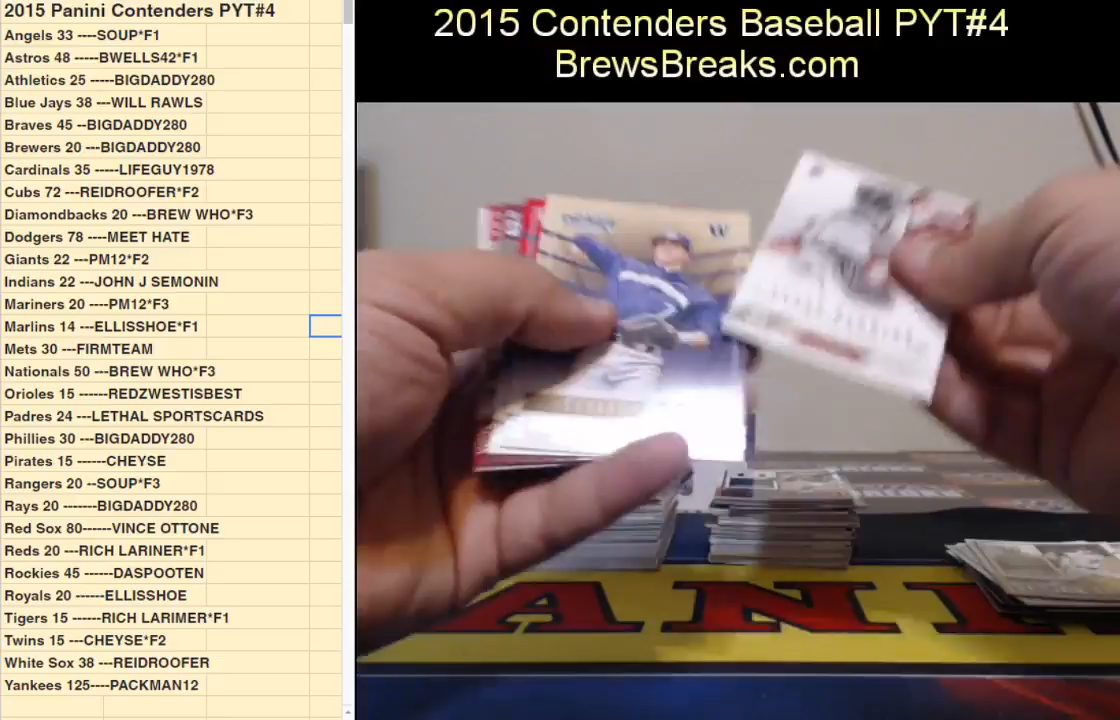 2015 Panini Contenders PYT#4
Angels 33 ----SOUP*F1
Astros 48 -----BWELLS42*F1
Athletics 25 -----BIGDADDY280
Blue Jays 38 ---WILL RAWLS
Braves 45 --BIGDADDY280
Brewers 20 --BIGDADDY280
Cardinals 35 -----LIFEGUY1978
Cubs 72 ---REIDROOFER*F2
Diamondbacks 20 ---BREW WHO*F3
Dodgers 78 ----MEET HATE
Giants 22 ---PM12*F2
Indians 22 ---JOHN J SEMONIN
Mariners 20 ----PM12*F3
Marlins 14 ---ELLISSHOE*F1
Mets 30 ---FIRMTEAM
Nationals 50 ---BREW WHO*F3
Orioles 15 -----REDZWESTISBEST
Padres 24 ---LETHAL SPORTSCARDS
Phillies 30 ---BIGDADDY280
Pirates 15 ------CHEYSE
Rangers 20 --SOUP*F3
Rays 20 -------BIGDADDY280
Red Sox 80------VINCE OTTONE
Reds 20 ---RICH LARINER*F1
Rockies 45 ------DASPOOTEN
Royals 20 ------ELLISSHOE
Tigers 15 ------RICH LARIMER*F1
Twins 15 ---CHEYSE*F2
White Sox 38 ---REIDROOFER
Yankees 125----PACKMAN12
2015 Contenders Baseball PYT#4
BrewsBreaks.com
W